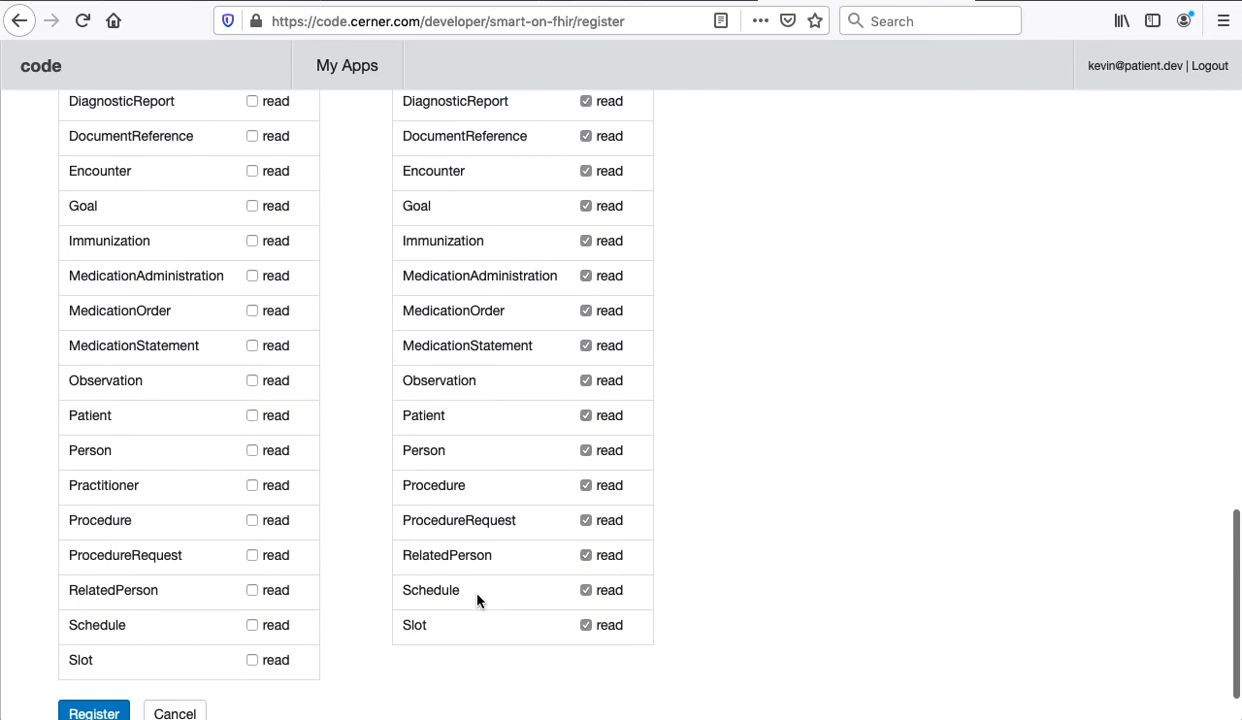 https://code.cerner.com/developer/smart-on-fhir/register
Search
code
My Apps
kevin@patient.dev | Logout
DiagnosticReport read DiagnosticReport read
DocumentReference read DocumentReference read
Encounter read Encounter read
Goal read Goal read
Immunization read Immunization read
MedicationAdministration read MedicationAdministration read
MedicationOrder read MedicationOrder read
MedicationStatement read MedicationStatement read
Observation read Observation read
Patient read Patient read
Person read Person read
Practitioner read Procedure read
Procedure read ProcedureRequest read
ProcedureRequest read RelatedPerson read
RelatedPerson read Schedule read
Schedule read Slot read
Slot read
Register Cancel